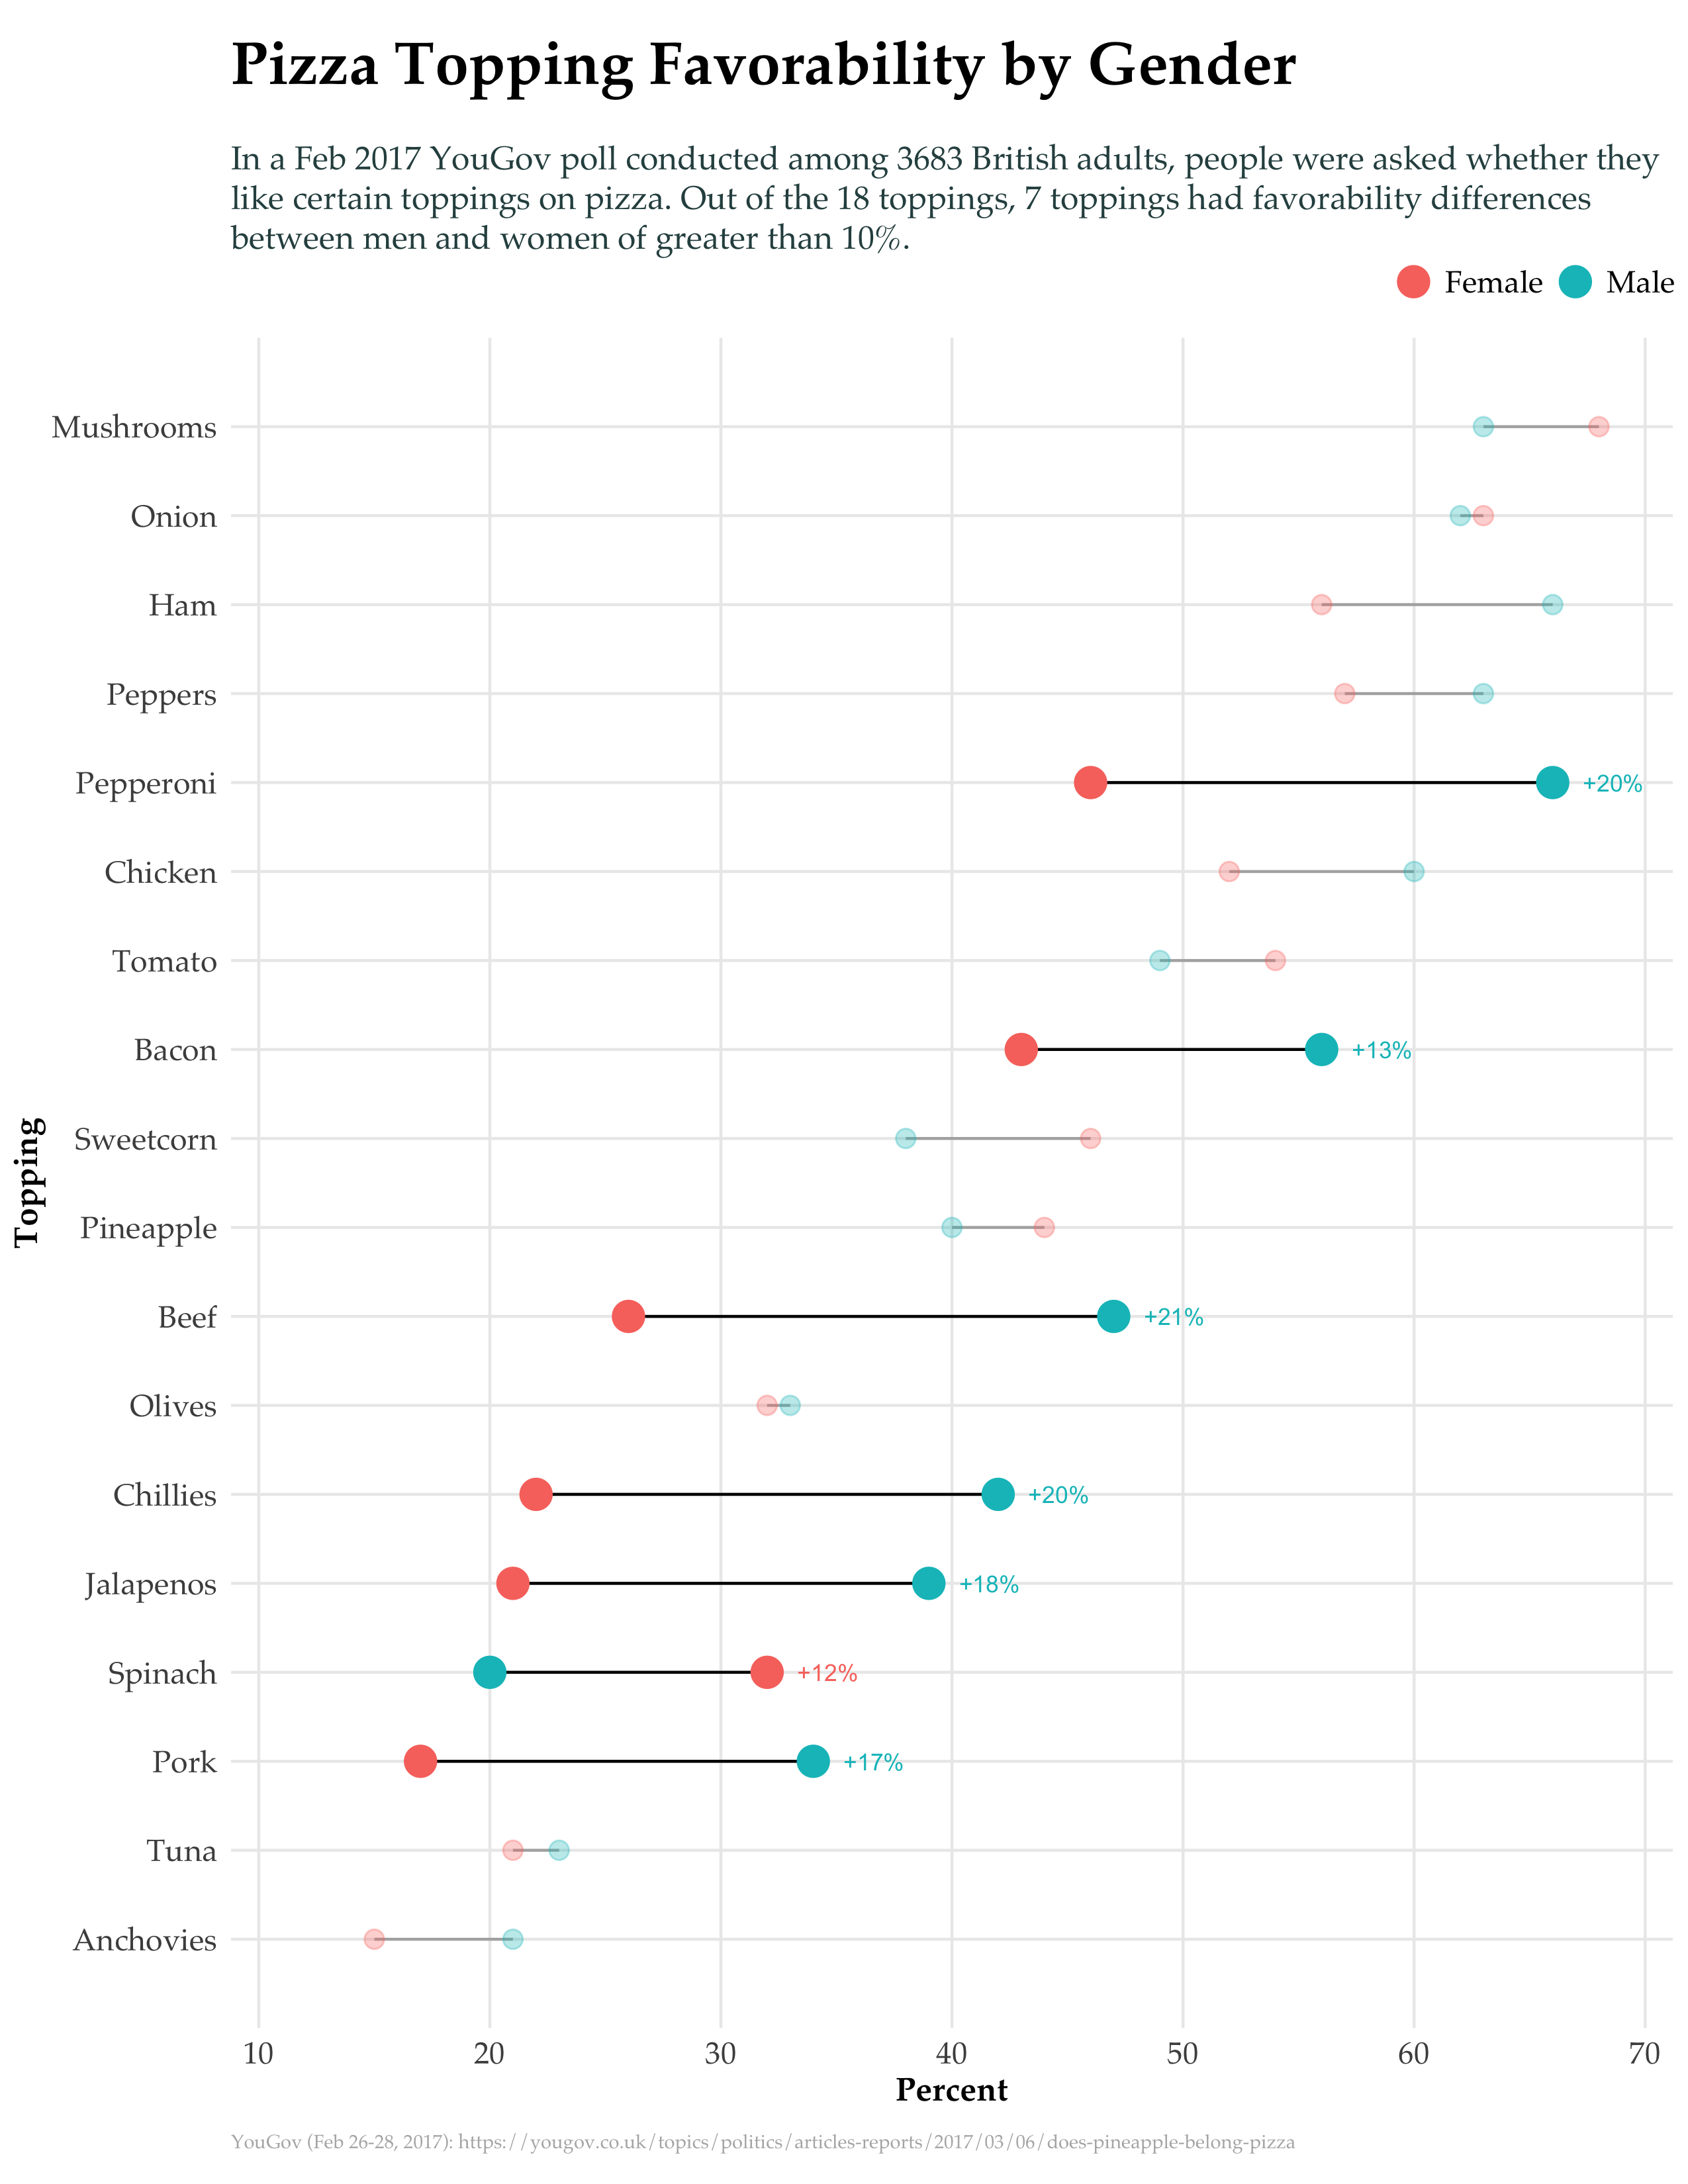 Pizza Topping Favorability by Gender
In a Feb 2017 YouGov poll conducted among 3683 British adults, people were asked whether they
like certain toppings on pizza. Out of the 18 toppings, 7 toppings had favorability differences
between men and women of greater than 10%.
Female Male
Mushrooms
Onion
Ham
Peppers
Pepperoni +20%
Chicken
Tomato
Bacon +13%
Sweetcorn
Topping
Pineapple
Beef +21%
Olives
Chillies +20%
Jalapenos +18%
Spinach +12%
Pork +17%
Tuna
Anchovies
10 20 30 40 50 60 70
Percent
YouGov (Feb 26-28, 2017): https://yougov.co.uk/topics/politics/articles-reports/2017/03/06/does-pineapple-belong-pizza